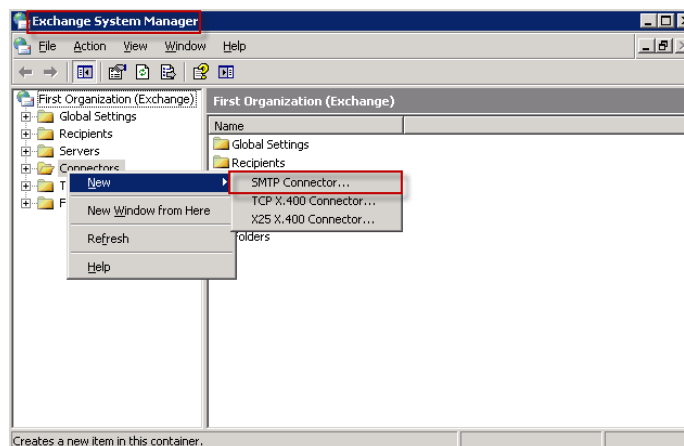 Exchange System Manager
File Action View Window Help
First Organization (Exchange)
Global Settings
Recipients
Servers
Connectors
T
F
First Organization (Exchange)
Name
Global Settings
Recipients
Folders
New
New Window from Here
Refresh
Help
SMTP Connector...
TCP X.400 Connector...
X25 X.400 Connector...
Creates a new item in this container.